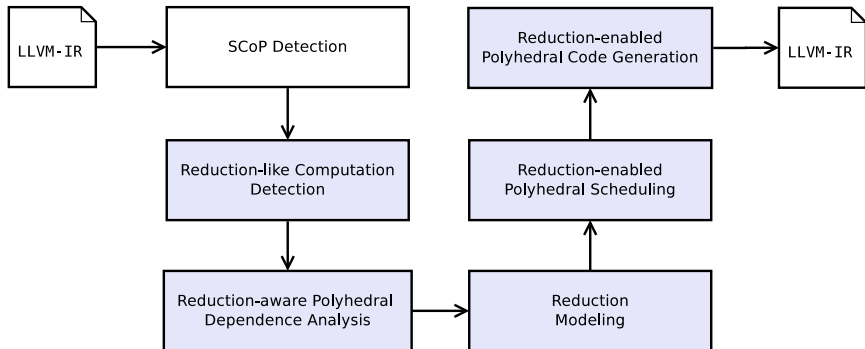 LLVM-IR
SCoP Detection
Reduction-like Computation
Detection
Reduction-aware Polyhedral
Dependence Analysis
Reduction
Modeling
Reduction-enabled
Polyhedral Scheduling
Reduction-enabled
Polyhedral Code Generation
LLVM-IR